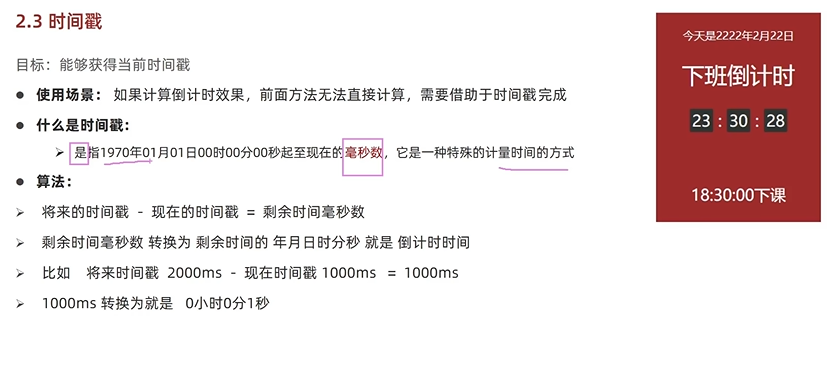 2.3 时间戳
目标：能够获得当前时间戳
● 使用场景： 如果计算倒计时效果，前面方法无法直接计算，需要借助于时间戳完成
● 什么是时间戳：
➢ 是指1970年01月01日00时00分00秒起至现在的毫秒数，它是一种特殊的计量时间的方式
● 算法：
➢ 将来的时间戳 - 现在的时间戳 = 剩余时间毫秒数
➢ 剩余时间毫秒数 转换为 剩余时间的 年月日时分秒 就是 倒计时时间
➢ 比如 将来时间戳 2000ms - 现在时间戳 1000ms = 1000ms
➢ 1000ms 转换为就是 0小时0分1秒
今天是2222年2月22日
下班倒计时
23 : 30 : 28
18:30:00下课